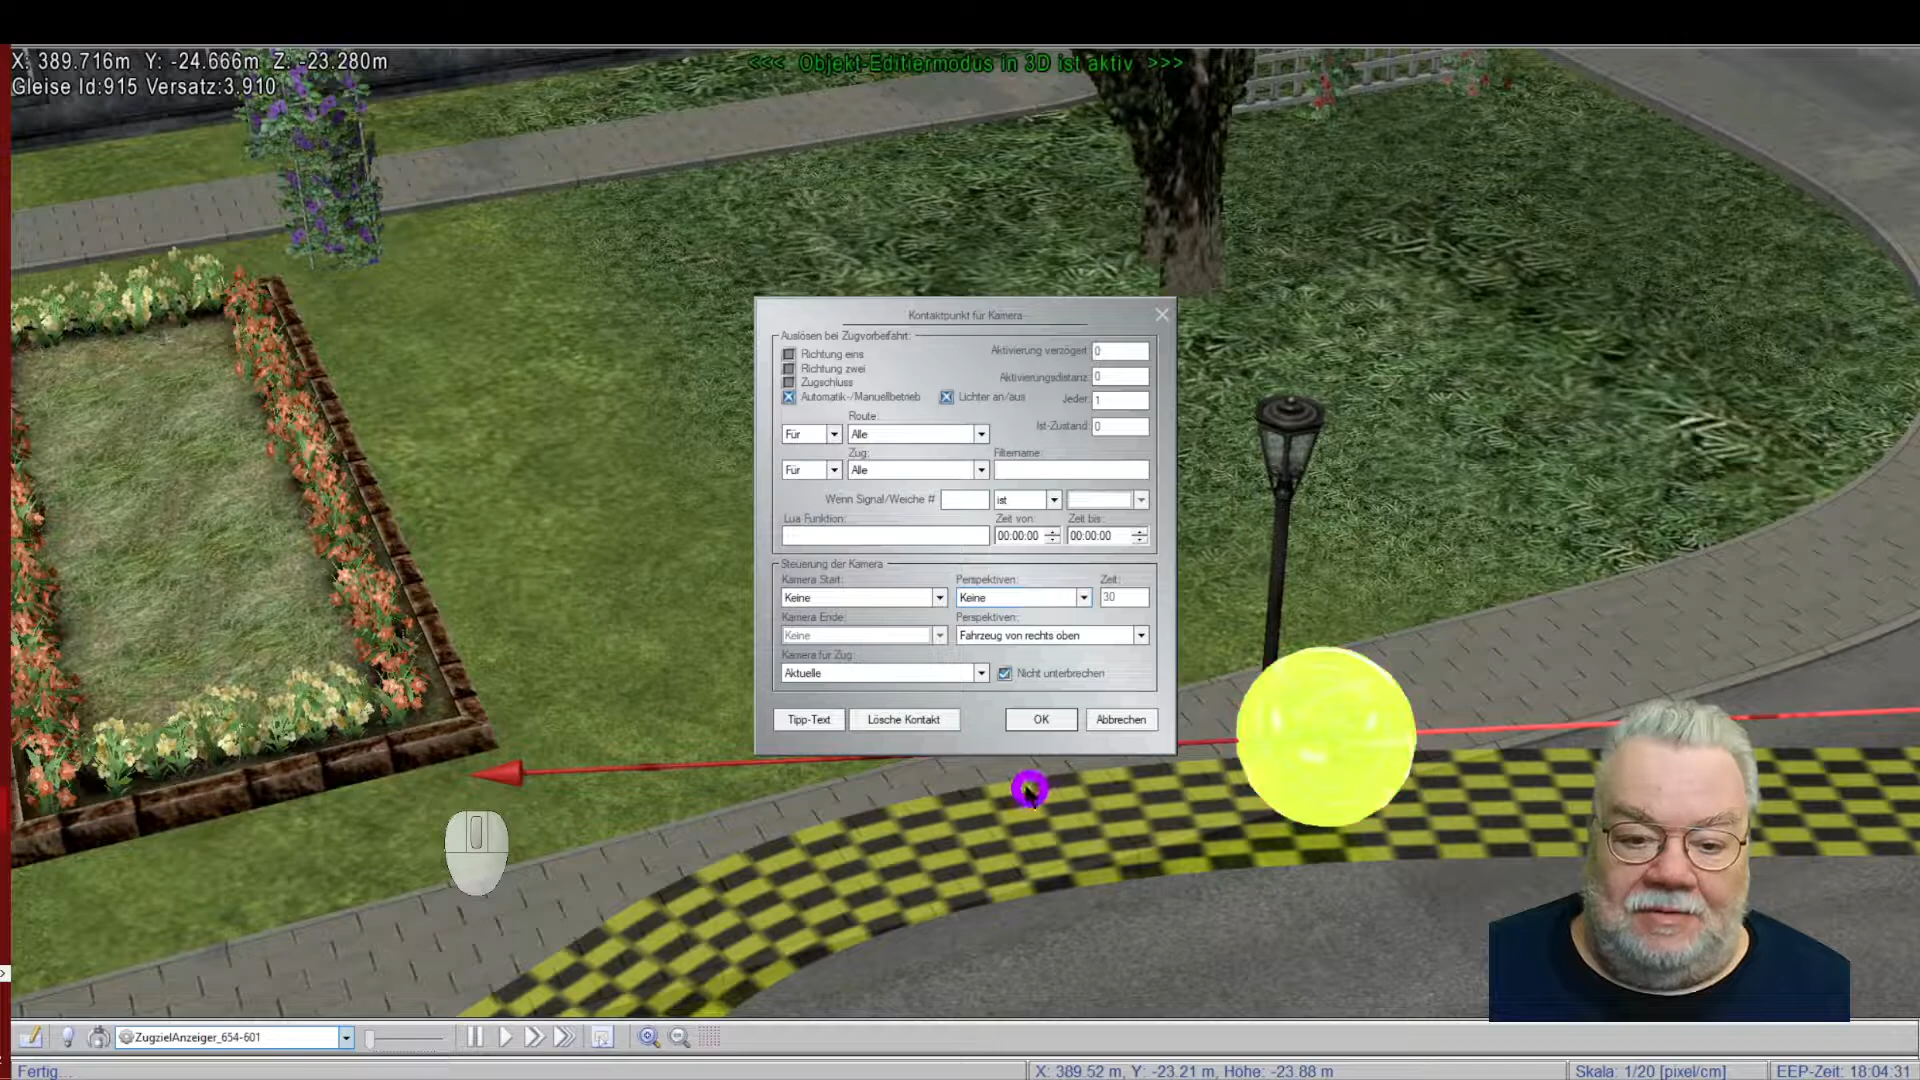 X: 389.716m Y: -24.666m Z: -23.280m
Gleise Id:915 Versatz:3.910
<<< Objekt-Editiermodus in 3D ist aktiv >>>
Kontaktpunkt für Kamera
Auslösen bei Zugvorbeifahrt:
Richtung eins
Richtung zwei
Zugschluss
Automatik-/Manuellbetrieb
Lichter an/aus
Aktivierung verzögert 0
Aktivierungsdistanz: 0
Jeder: 1
Ist-Zustand: 0
Route:
Für Alle
Zug: Filtername:
Für Alle
Wenn Signal/Weiche # ist
Lua Funktion: Zeit von: Zeit bis:
00:00:00 00:00:00
Steuerung der Kamera
Kamera Start: Perspektiven: Zeit:
Keine Keine 30
Kamera Ende: Perspektiven:
Keine Fahrzeug von rechts oben
Kamera für Zug:
Aktuelle Nicht unterbrechen
Tipp-Text Lösche Kontakt OK Abbrechen
ZugzielAnzeiger_654-601
Fertig...
X: 389.52 m, Y: -23.21 m, Höhe: -23.88 m
Skala: 1/20 [pixel/cm]
EEP-Zeit: 18:04:31